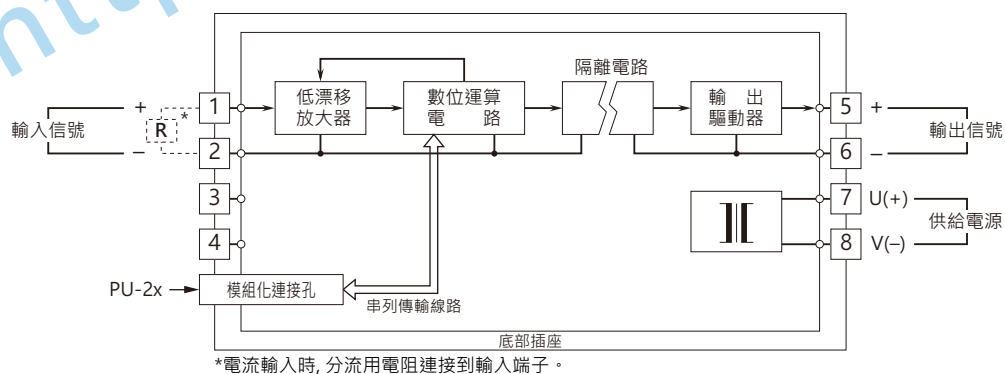 http
隔離電路
低漂移
放大器
數位運算
電路
輸出
驅動器
輸入信號
+
–
R
*
1
2
3
4
5
+
6
–
輸出信號
7
U(+)
8
V(–)
供給電源
PU-2x
模組化連接孔
串列傳輸線路
底部插座
*電流輸入時, 分流用電阻連接到輸入端子。